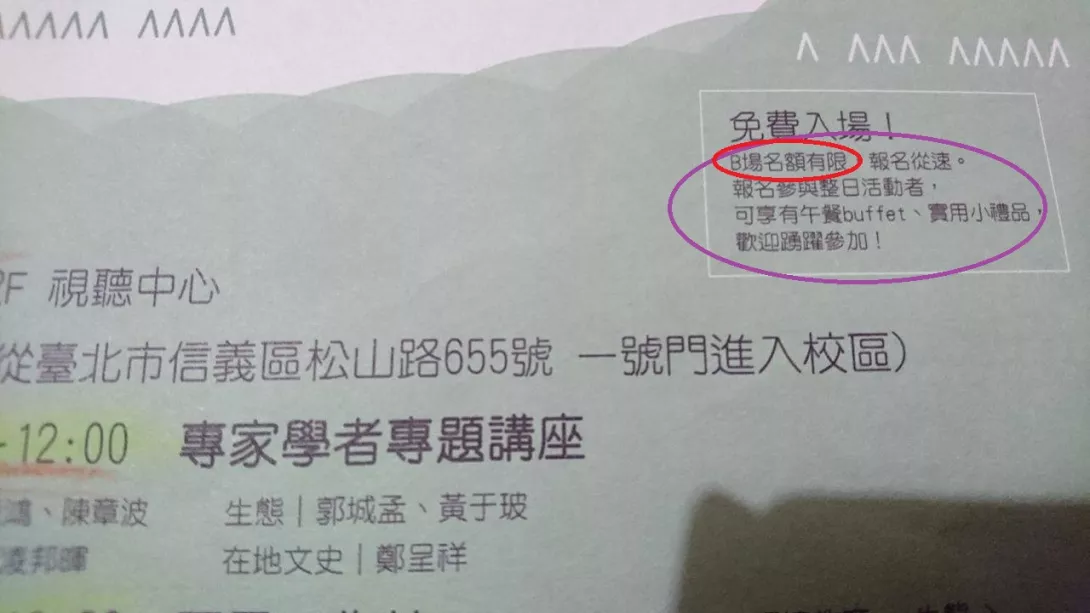 免費入場！
B場名額有限 報名從速。
報名參與整日活動者，
可享有午餐buffet、實用小禮品，
歡迎踴躍參加！
2F 視聽中心
從臺北市信義區松山路655號 一號門進入校區）
-12:00 專家學者專題講座
鴻、陳章波 生態｜郭城孟、黃于玻
凌邦暉 在地文史｜鄭呈祥